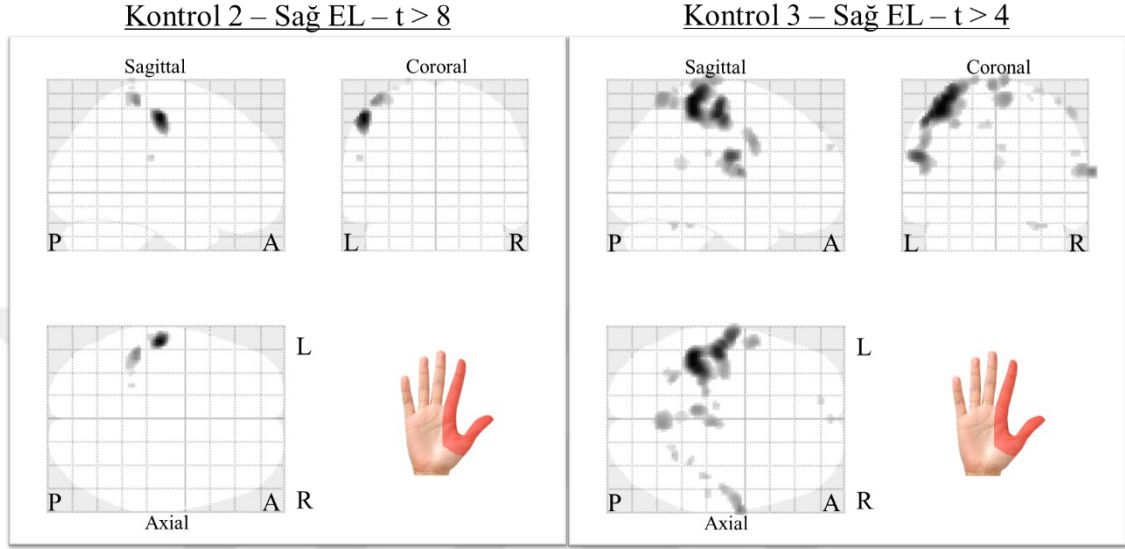 Kontrol 2 – Sağ EL – t > 8
Sagittal
Cororal
P
A
L
R
L
P
A
R
Axial
Kontrol 3 – Sağ EL – t > 4
Sagittal
Coronal
P
A
L
R
L
P
A
R
Axial